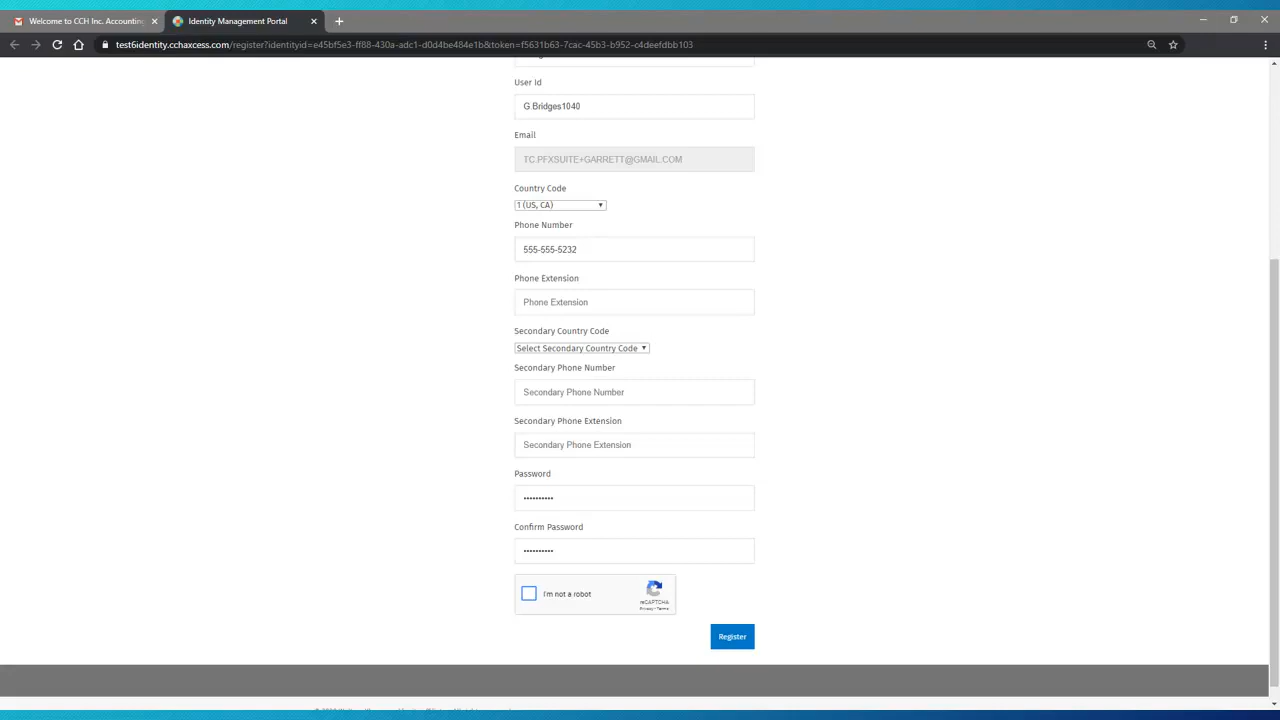 Welcome to CCH Inc. Accounting
Identity Management Portal
test6identity.cchaxcess.com/register?identityid=e45bf5e3-ff88-430a-adc1-d0d4be484e1b&token=f5631b63-7cac-45b3-b952-c4deefdbb103
User Id
G.Bridges1040
Email
TC.PFXSUITE+GARRETT@GMAIL.COM
Country Code
1 (US, CA)
Phone Number
555-555-5232
Phone Extension
Phone Extension
Secondary Country Code
Select Secondary Country Code
Secondary Phone Number
Secondary Phone Number
Secondary Phone Extension
Secondary Phone Extension
Password
••••••••••
Confirm Password
••••••••••
I'm not a robot
reCAPTCHA
Privacy - Terms
Register